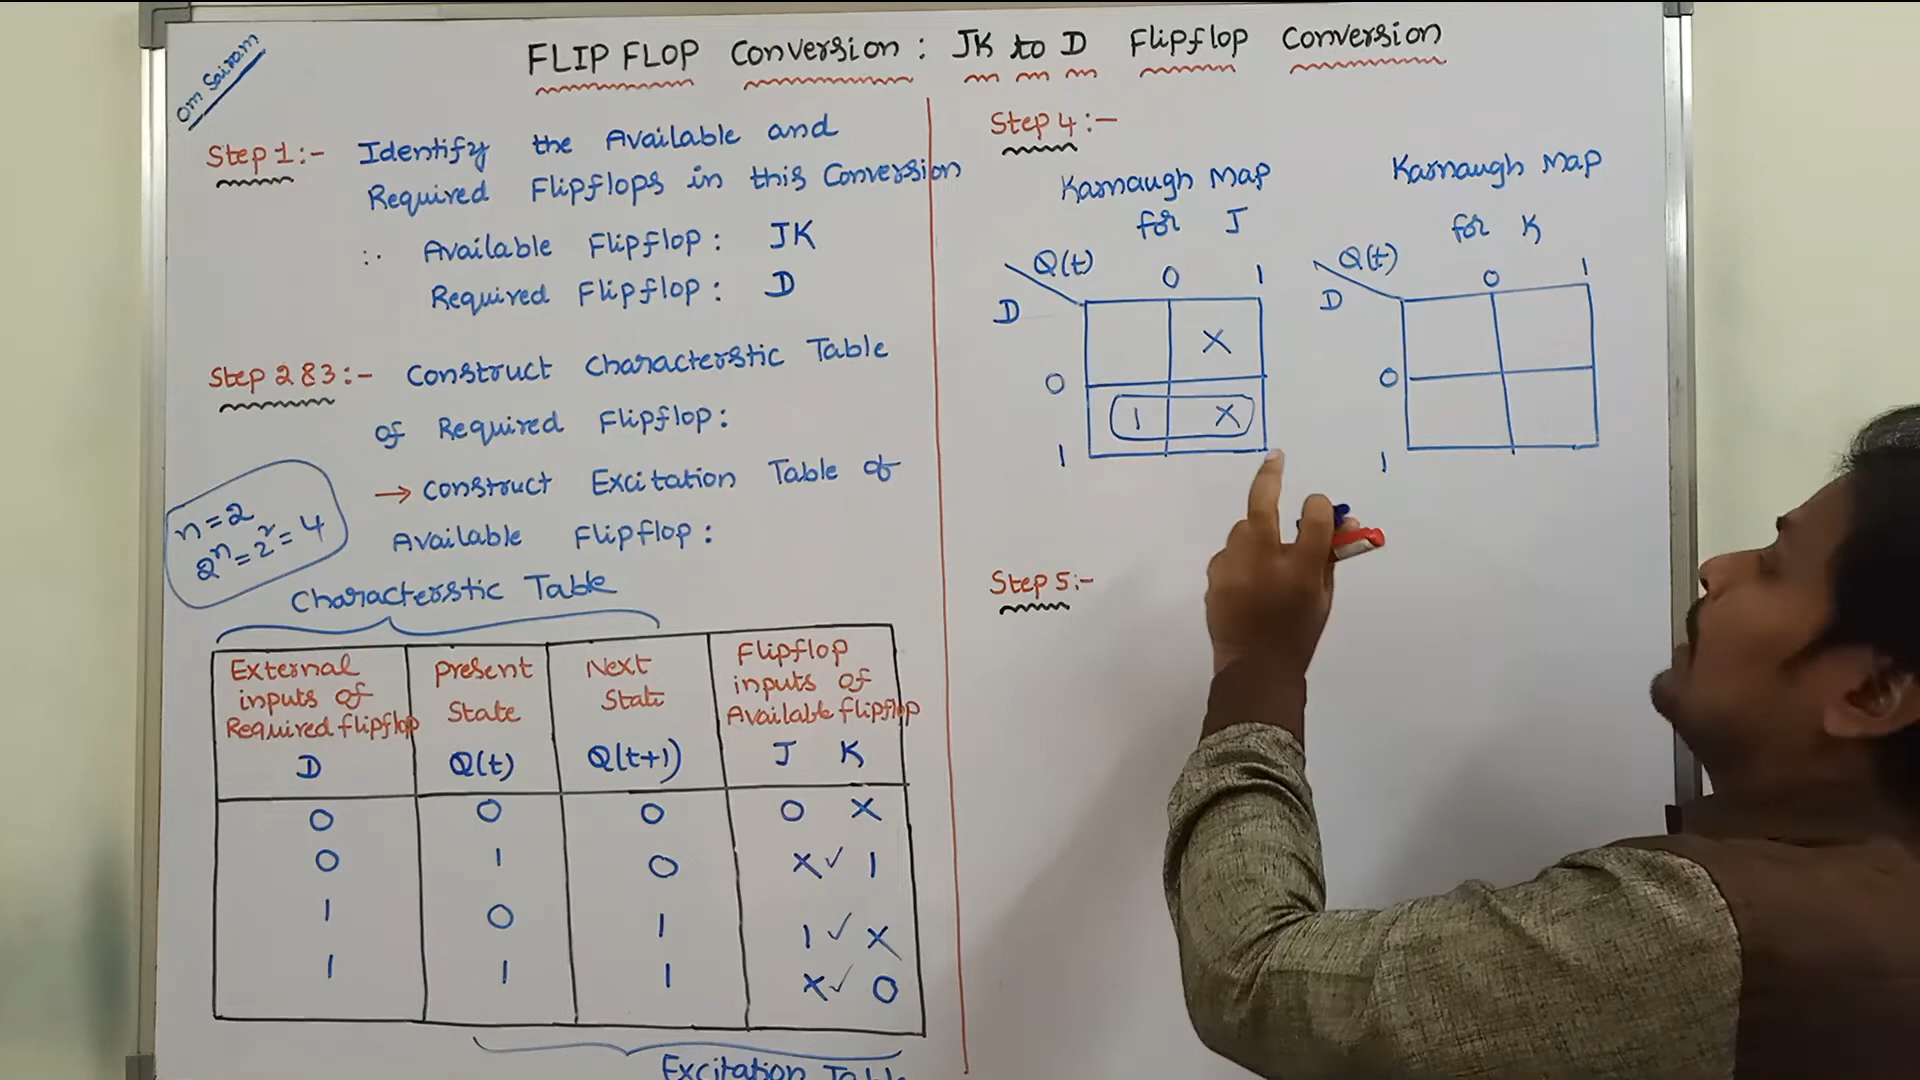 Om Sairam
FLIP FLOP Conversion: JK to D Flipflop Conversion
Step 1:- Identify the Available and
Required Flipflops in this Conversion
∴ Available Flipflop: JK
Required Flipflop: D
Step 2&3:- Construct Characterstic Table
of Required Flipflop:
→ Construct Excitation Table of
Available Flipflop:
n=2
2^n=2^2=4
Characterstic Table
External inputs of Required flipflop D | Present State Q(t) | Next State Q(t+1) | Flipflop inputs of Available flipflop J K
0 0 0 0 X
0 1 0 X✓ 1
1 0 1 1✓ X
1 1 1 X✓ 0
Excitation Table
Step 4:-
Karnaugh Map
for J
Q(t) 0 1
D
X
0
1 X
1
Karnaugh Map
for K
Q(t) 0 1
D
0
1
Step 5:-